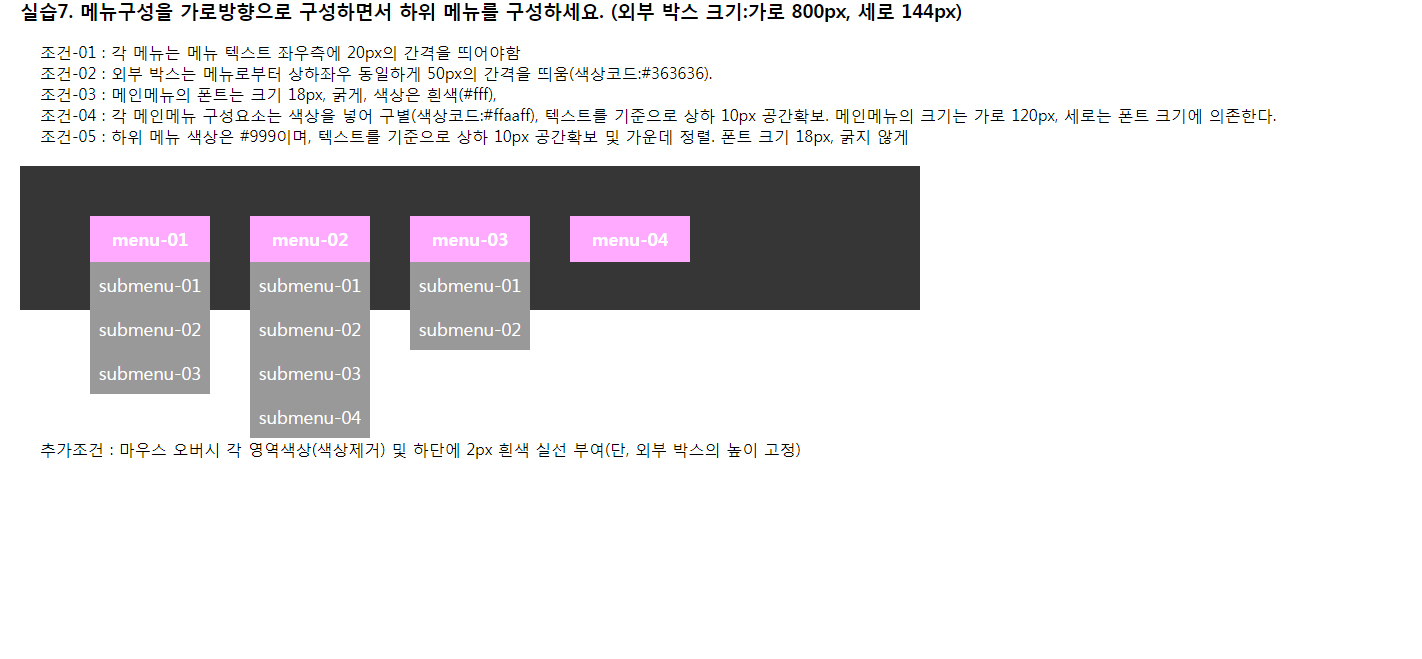 실습7. 메뉴구성을 가로방향으로 구성하면서 하위 메뉴를 구성하세요. (외부 박스 크기:가로 800px, 세로 144px)
조건-01 : 각 메뉴는 메뉴 텍스트 좌우측에 20px의 간격을 띄어야함
조건-02 : 외부 박스는 메뉴로부터 상하좌우 동일하게 50px의 간격을 띄움(색상코드:#363636).
조건-03 : 메인메뉴의 폰트는 크기 18px, 굵게, 색상은 흰색(#fff),
조건-04 : 각 메인메뉴 구성요소는 색상을 넣어 구별(색상코드:#ffaaff), 텍스트를 기준으로 상하 10px 공간확보. 메인메뉴의 크기는 가로 120px, 세로는 폰트 크기에 의존한다.
조건-05 : 하위 메뉴 색상은 #999이며, 텍스트를 기준으로 상하 10px 공간확보 및 가운데 정렬. 폰트 크기 18px, 굵지 않게
menu-01 menu-02 menu-03 menu-04
submenu-01 submenu-01 submenu-01
submenu-02 submenu-02 submenu-02
submenu-03 submenu-03
submenu-04
추가조건 : 마우스 오버시 각 영역색상(색상제거) 및 하단에 2px 흰색 실선 부여(단, 외부 박스의 높이 고정)